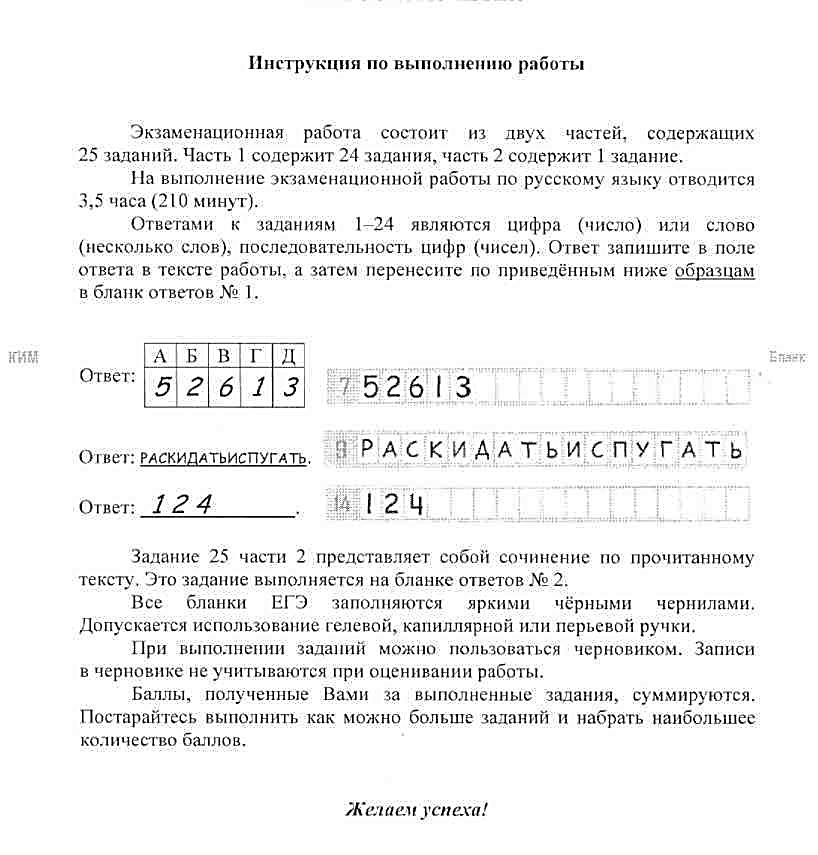 Инструкция по выполнению работы
Экзаменационная работа состоит из двух частей, содержащих
25 заданий. Часть 1 содержит 24 задания, часть 2 содержит 1 задание.
На выполнение экзаменационной работы по русскому языку отводится
3,5 часа (210 минут).
Ответами к заданиям 1–24 являются цифра (число) или слово
(несколько слов), последовательность цифр (чисел). Ответ запишите в поле
ответа в тексте работы, а затем перенесите по приведённым ниже образцам
в бланк ответов № 1.
КИМ
Бланк
А Б В Г Д
Ответ: 5 2 6 1 3
7 52613
Ответ: РАСКИДАТЬИСПУГАТЬ.
9 РАСКИДАТЬИСПУГАТЬ
Ответ: 124.
14 124
Задание 25 части 2 представляет собой сочинение по прочитанному
тексту. Это задание выполняется на бланке ответов № 2.
Все бланки ЕГЭ заполняются яркими чёрными чернилами.
Допускается использование гелевой, капиллярной или перьевой ручки.
При выполнении заданий можно пользоваться черновиком. Записи
в черновике не учитываются при оценивании работы.
Баллы, полученные Вами за выполненные задания, суммируются.
Постарайтесь выполнить как можно больше заданий и набрать наибольшее
количество баллов.
Желаем успеха!